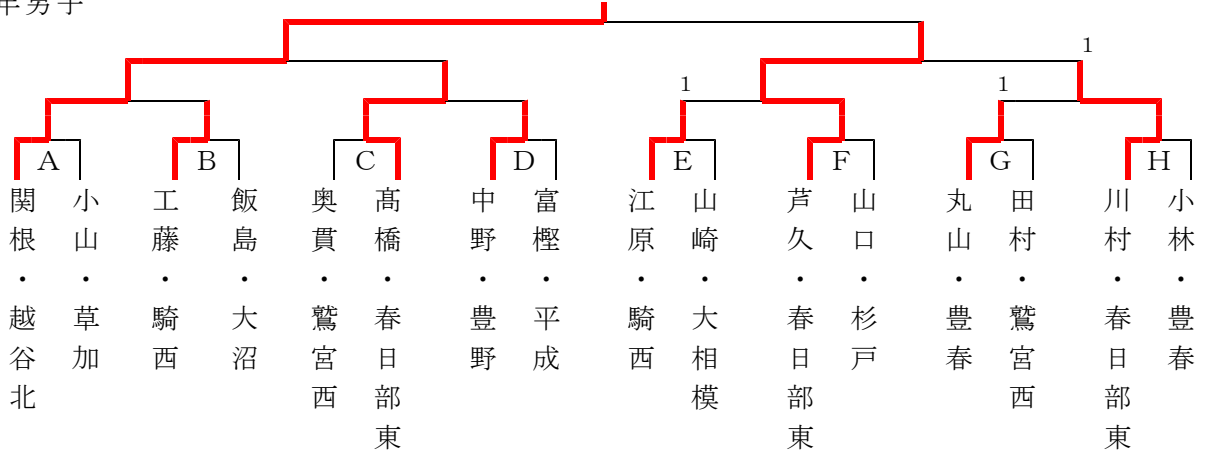 年男子
1
1
1
A
B
C
D
E
F
G
H
関根・越谷北
小山・草加
工藤・騎西
飯島・大沼
奥貫・鷲宮西
髙橋・春日部東
中野・豊野
富樫・平成
江原・騎西
山崎・大相模
芦久・春日部東
山口・杉戸
丸山・豊春
田村・鷲宮西
川村・春日部東
小林・豊春